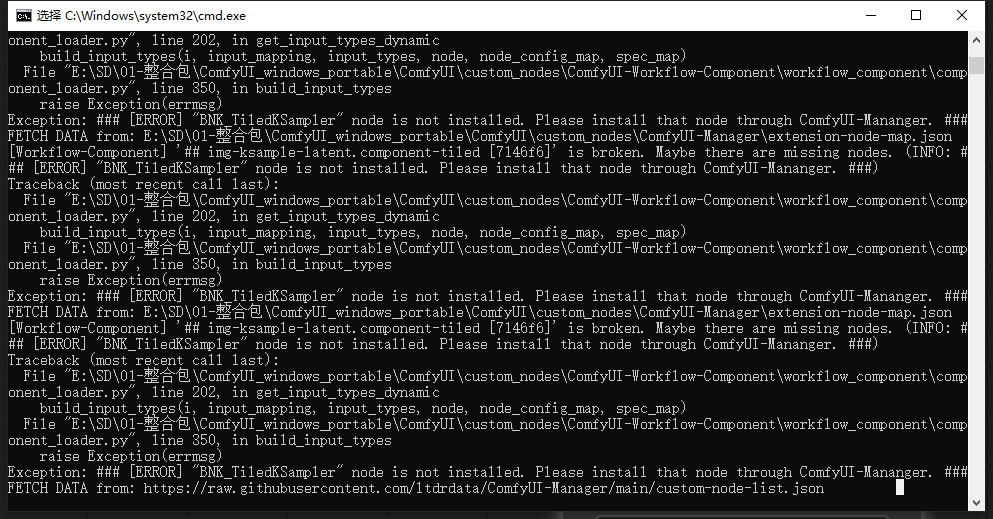 选择 C:\Windows\system32\cmd.exe
onent_loader.py", line 202, in get_input_types_dynamic
    build_input_types(i, input_mapping, input_types, node, node_config_map, spec_map)
  File "E:\SD\01-整合包\ComfyUI_windows_portable\ComfyUI\custom_nodes\ComfyUI-Workflow-Component\workflow_component\comp
onent_loader.py", line 350, in build_input_types
    raise Exception(errmsg)
Exception: ### [ERROR] "BNK_TiledKSampler" node is not installed. Please install that node through ComfyUI-Mananger. ###
FETCH DATA from: E:\SD\01-整合包\ComfyUI_windows_portable\ComfyUI\custom_nodes\ComfyUI-Manager\extension-node-map.json
[Workflow-Component] '## img-ksample-latent.component-tiled [7146f6]' is broken. Maybe there are missing nodes. (INFO: #
## [ERROR] "BNK_TiledKSampler" node is not installed. Please install that node through ComfyUI-Mananger. ###)
Traceback (most recent call last):
  File "E:\SD\01-整合包\ComfyUI_windows_portable\ComfyUI\custom_nodes\ComfyUI-Workflow-Component\workflow_component\comp
onent_loader.py", line 202, in get_input_types_dynamic
    build_input_types(i, input_mapping, input_types, node, node_config_map, spec_map)
  File "E:\SD\01-整合包\ComfyUI_windows_portable\ComfyUI\custom_nodes\ComfyUI-Workflow-Component\workflow_component\comp
onent_loader.py", line 350, in build_input_types
    raise Exception(errmsg)
Exception: ### [ERROR] "BNK_TiledKSampler" node is not installed. Please install that node through ComfyUI-Mananger. ###
FETCH DATA from: E:\SD\01-整合包\ComfyUI_windows_portable\ComfyUI\custom_nodes\ComfyUI-Manager\extension-node-map.json
[Workflow-Component] '## img-ksample-latent.component-tiled [7146f6]' is broken. Maybe there are missing nodes. (INFO: #
## [ERROR] "BNK_TiledKSampler" node is not installed. Please install that node through ComfyUI-Mananger. ###)
Traceback (most recent call last):
  File "E:\SD\01-整合包\ComfyUI_windows_portable\ComfyUI\custom_nodes\ComfyUI-Workflow-Component\workflow_component\comp
onent_loader.py", line 202, in get_input_types_dynamic
    build_input_types(i, input_mapping, input_types, node, node_config_map, spec_map)
  File "E:\SD\01-整合包\ComfyUI_windows_portable\ComfyUI\custom_nodes\ComfyUI-Workflow-Component\workflow_component\comp
onent_loader.py", line 350, in build_input_types
    raise Exception(errmsg)
Exception: ### [ERROR] "BNK_TiledKSampler" node is not installed. Please install that node through ComfyUI-Mananger. ###
FETCH DATA from: https://raw.githubusercontent.com/ltdrdata/ComfyUI-Manager/main/custom-node-list.json